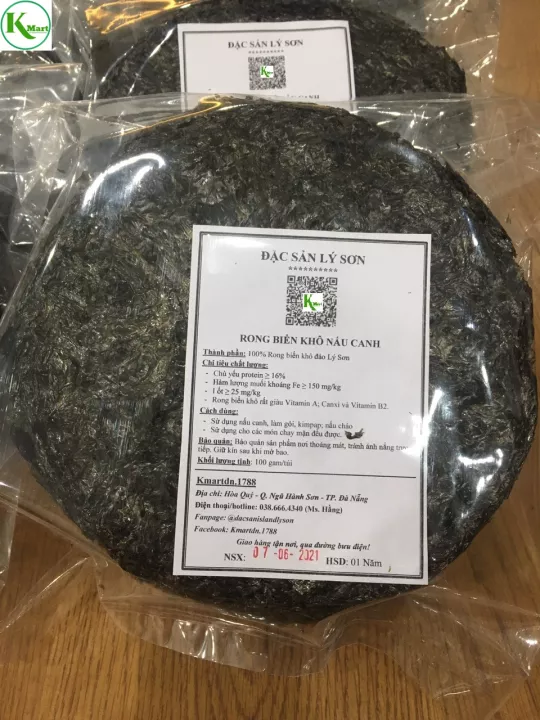 K Mart
ĐẶC SẢN LÝ SƠN
**********
K Mart
ĐẶC SẢN LÝ SƠN
**********
K Mart
RONG BIỂN KHÔ NẤU CANH
Thành phần: 100% Rong biển khô đảo Lý Sơn
Chỉ tiêu chất lượng:
- Chủ yếu protein ≥ 16%
- Hàm lượng muối khoáng Fe ≥ 150 mg/kg
- I ốt ≥ 25 mg/kg
- Rong biển khô rất giàu Vitamin A; Canxi và Vitamin B2.
Cách dùng:
- Sử dụng nấu canh, làm gỏi, kimpap; nấu cháo
- Sử dụng cho các món chay mặn đều được.
Bảo quản: Bảo quản sản phẩm nơi thoáng mát, tránh ánh nắng trực
tiếp. Giữ kín sau khi mở bao.
Khối lượng tịnh: 100 gam/túi
Kmartdn.1788
Địa chỉ: Hòa Quý - Q. Ngũ Hành Sơn - TP. Đà Nẵng
Điện thoại/hotline: 038.666.4340 (Ms. Hằng)
Fanpage: @dacsanislandlyson
Facebook: Kmartdn.1788
Giao hàng tận nơi, qua đường bưu điện!
NSX: 07-06-2021 HSD: 01 Năm